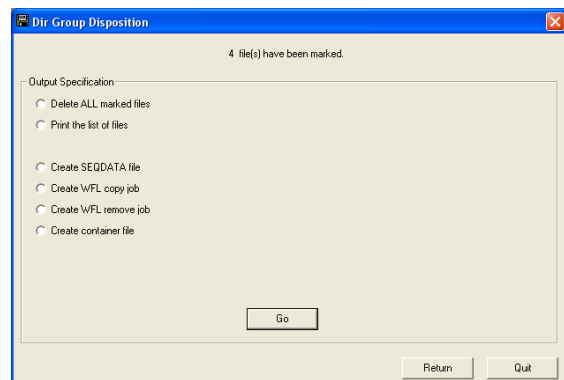 Dir Group Disposition
4 file(s) have been marked.
Output Specification
Delete ALL marked files
Print the list of files
Create SEQDATA file
Create WFL copy job
Create WFL remove job
Create container file
Go
Return
Quit